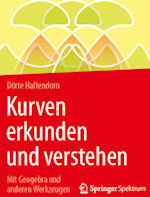 Dörte Haftendorn
Kurven
erkunden
und verstehen
Mit Geogebra und
anderen Werkzeugen
Springer Spektrum